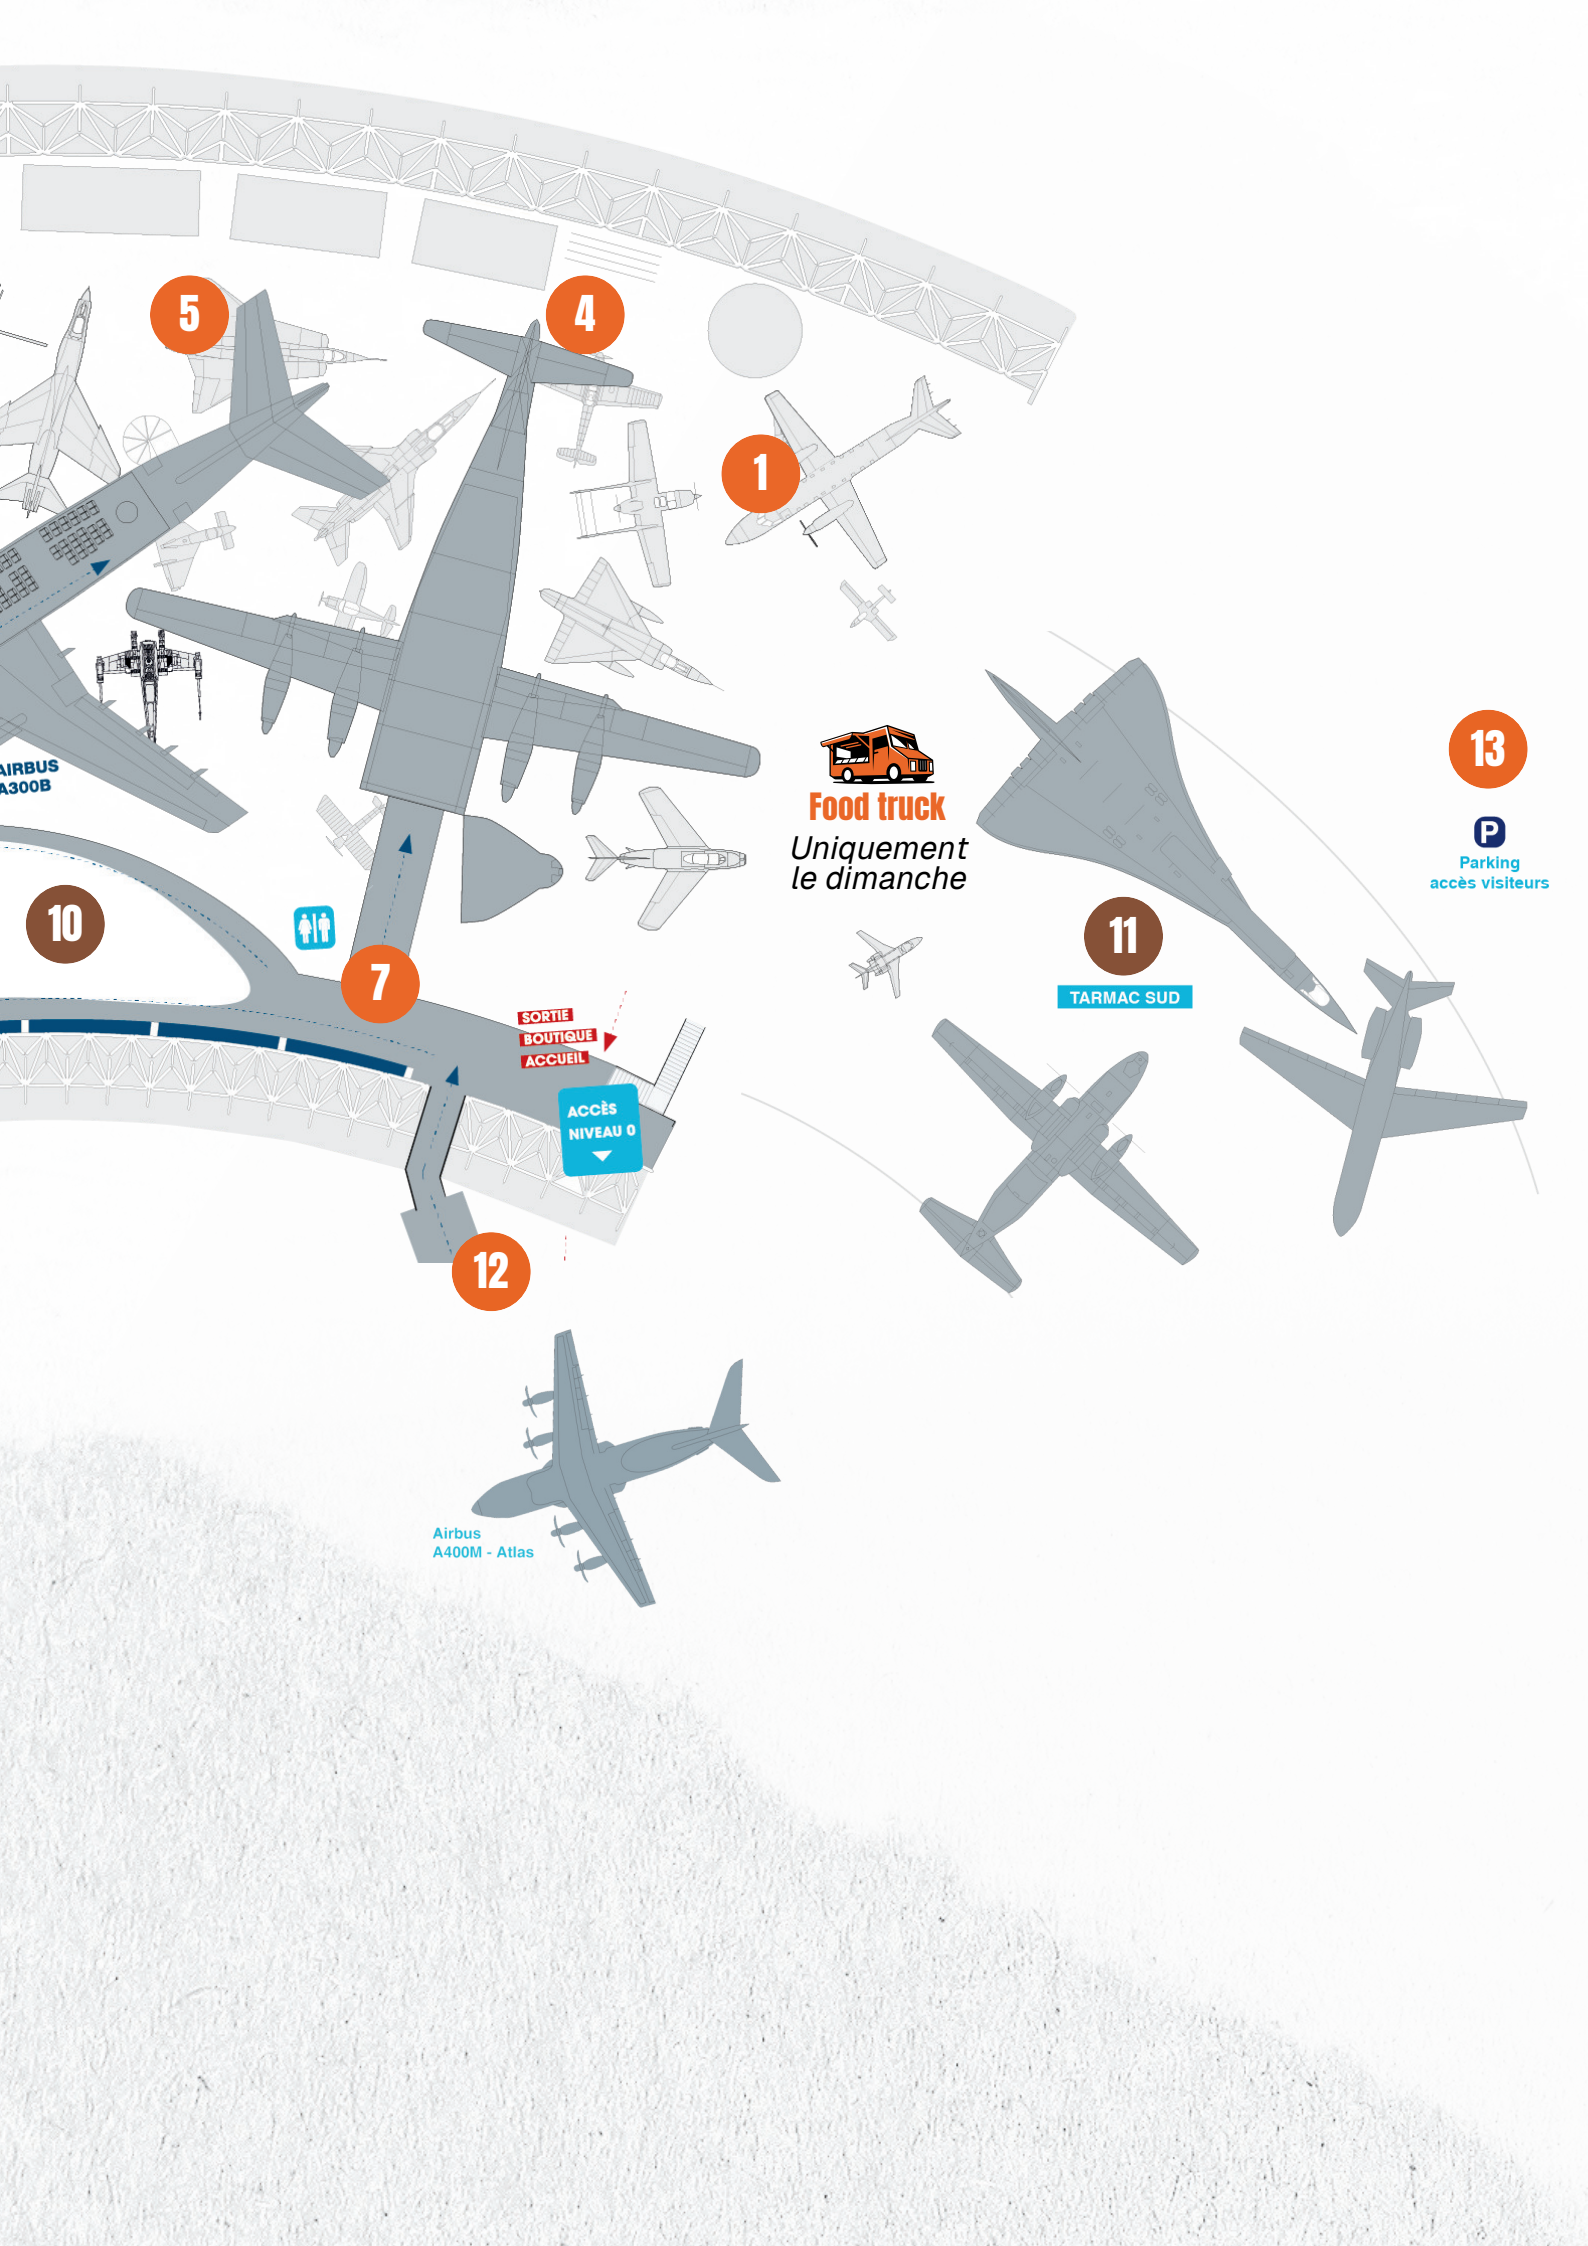 5
4
1
13
P
Parking
accès visiteurs
AIRBUS
A300B
Food truck
Uniquement
le dimanche
10
11
TARMAC SUD
7
SORTIE
BOUTIQUE
ACCUEIL
ACCÈS
NIVEAU 0
12
Airbus
A400M - Atlas